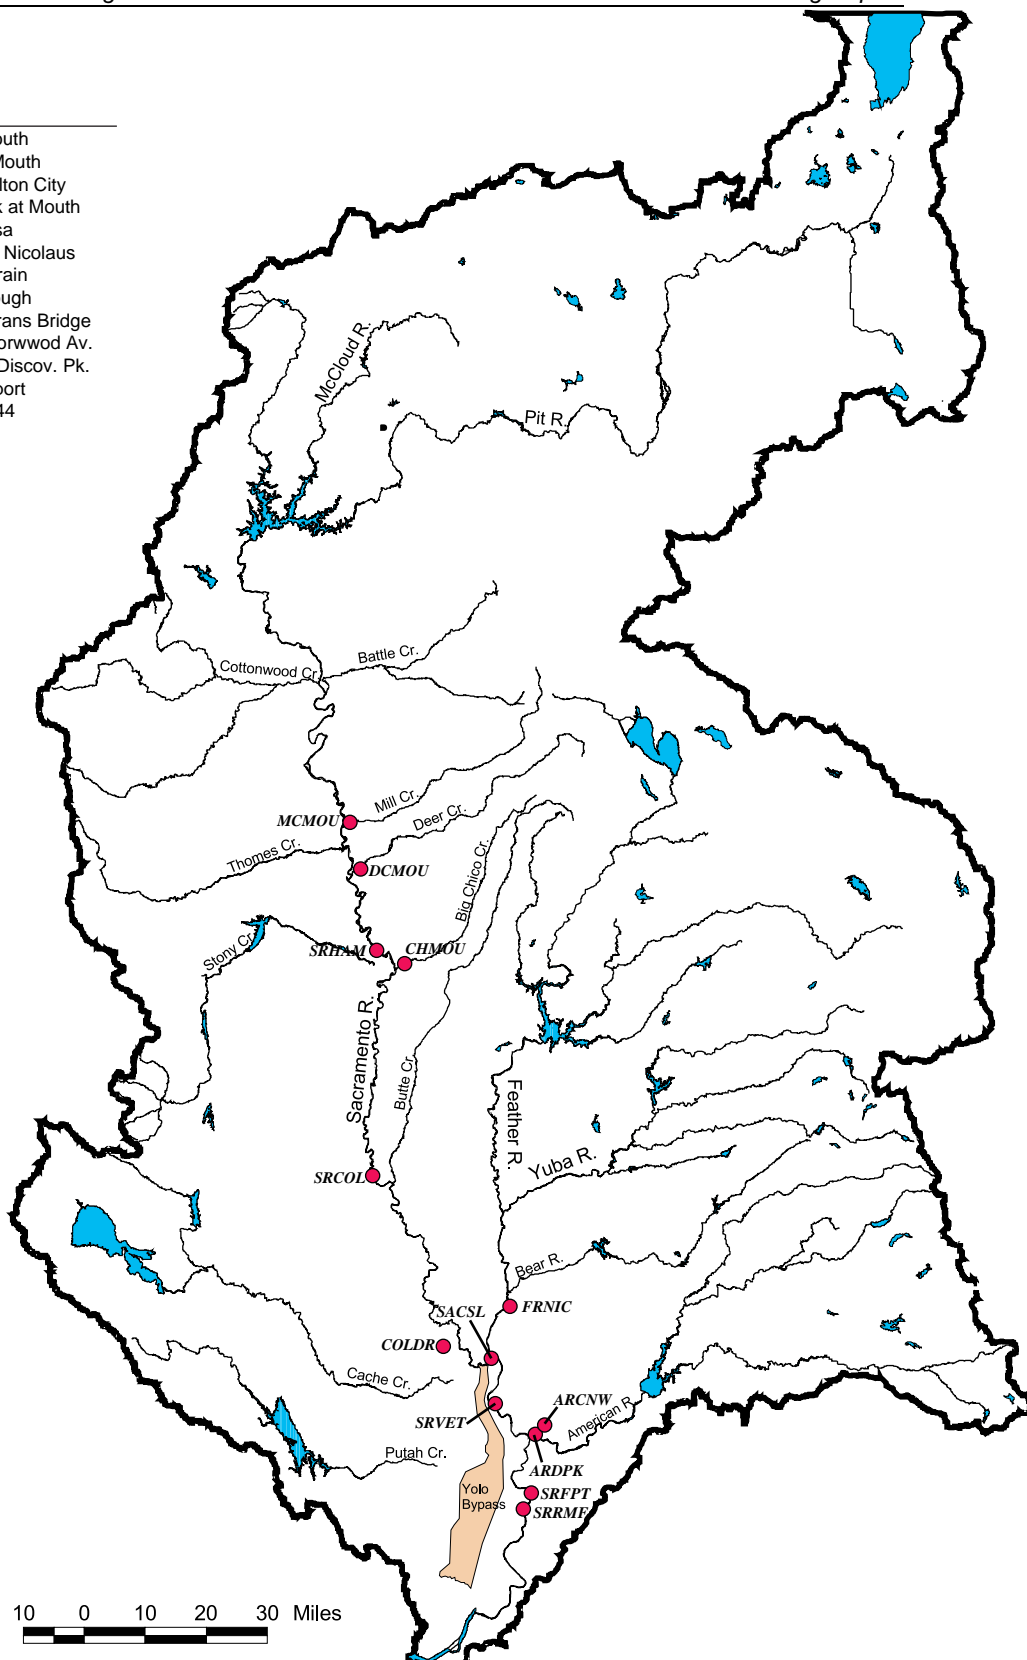 outh
Mouth
lton City
k at Mouth
sa
Nicolaus
rain
ough
rans Bridge
orwwod Av.
Discov. Pk.
port
44
McCloud R.
Pit R.
Cottonwood Cr.
Battle Cr.
MCMOU
Mill Cr.
Deer Cr.
Thomes Cr.
DCMOU
Big Chico Cr.
Stony Cr.
SRHAM
CHMOU
Sacramento R.
Butte Cr.
Feather R.
Yuba R.
SRCOL
Bear R.
SACSL
FRNIC
COLDR
Cache Cr.
ARCNW
SRVET
American R.
Putah Cr.
ARDPK
Yolo
Bypass
SRFPT
SRRMF
10 0 10 20 30 Miles